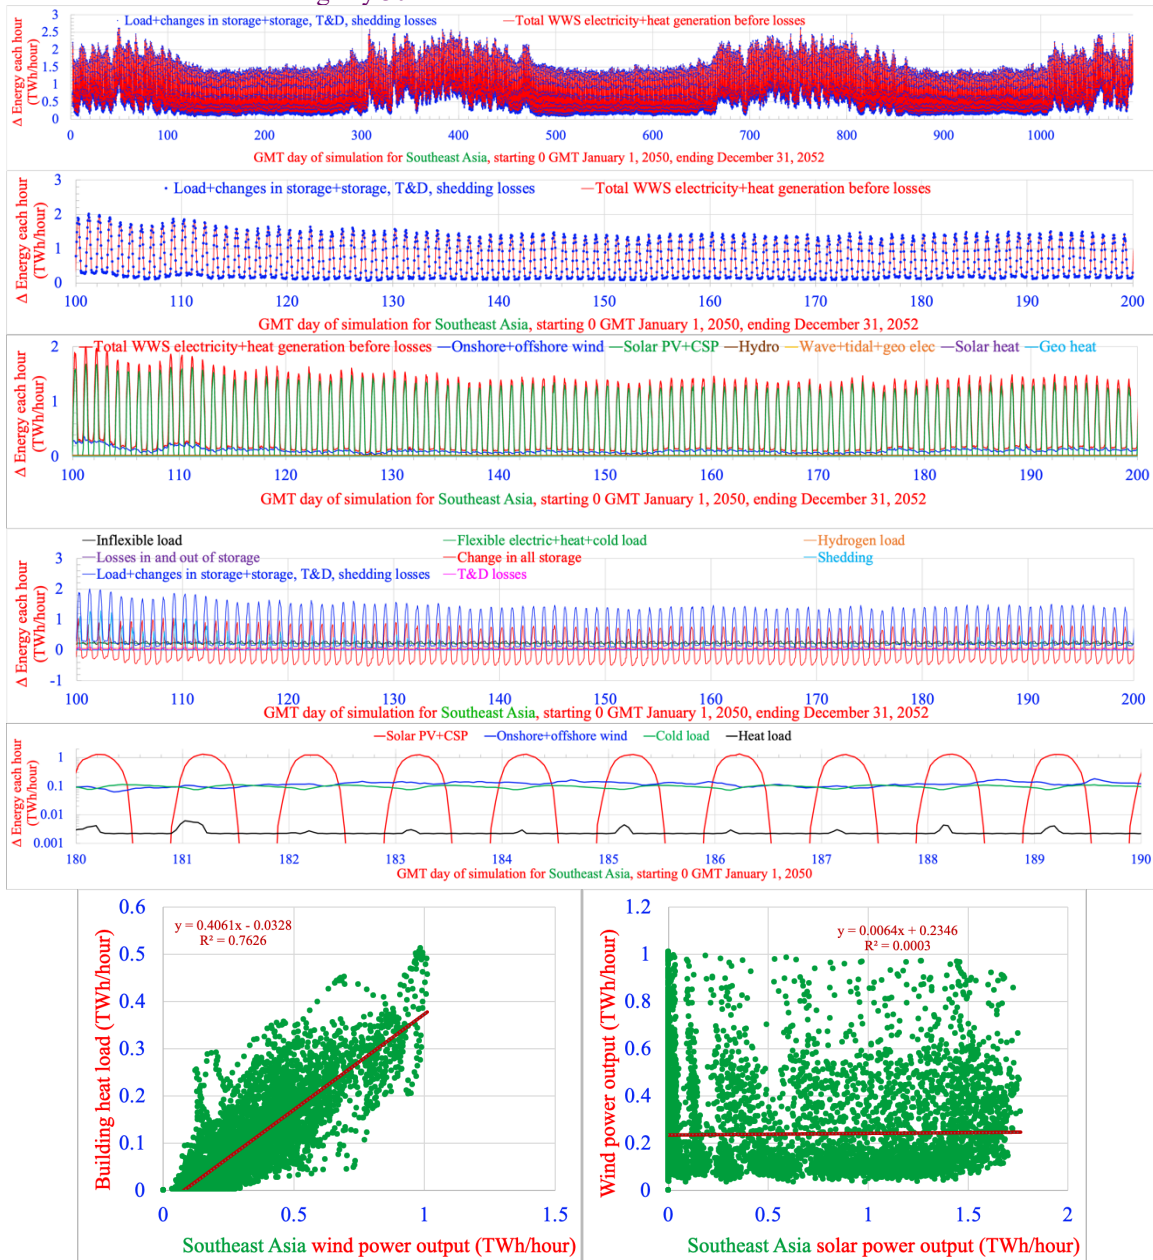 3
Load+changes in storage+storage, T&D, shedding losses
Total WWS electricity+heat generation before losses
2.5
2
1.5
1
0.5
0
Δ Energy each hour
(TWh/hour)
0 100 200 300 400 500 600 700 800 900 1000
GMT day of simulation for Southeast Asia, starting 0 GMT January 1, 2050, ending December 31, 2052
3
Load+changes in storage+storage, T&D, shedding losses
Total WWS electricity+heat generation before losses
2
1
0
Δ Energy each hour
(TWh/hour)
100 110 120 130 140 150 160 170 180 190 200
GMT day of simulation for Southeast Asia, starting 0 GMT January 1, 2050, ending December 31, 2052
2
Total WWS electricity+heat generation before losses
Onshore+offshore wind
Solar PV+CSP
Hydro
Wave+tidal+geo elec
Solar heat
Geo heat
1
0
Δ Energy each hour
(TWh/hour)
100 110 120 130 140 150 160 170 180 190 200
GMT day of simulation for Southeast Asia, starting 0 GMT January 1, 2050, ending December 31, 2052
Inflexible load
Flexible electric+heat+cold load
Hydrogen load
Losses in and out of storage
Change in all storage
Shedding
Load+changes in storage+storage, T&D, shedding losses
T&D losses
3
2
1
0
-1
Δ Energy each hour
(TWh/hour)
100 110 120 130 140 150 160 170 180 190 200
GMT day of simulation for Southeast Asia, starting 0 GMT January 1, 2050, ending December 31, 2052
Solar PV+CSP
Onshore+offshore wind
Cold load
Heat load
1
0.1
0.01
0.001
Δ Energy each hour
(TWh/hour)
180 181 182 183 184 185 186 187 188 189 190
GMT day of simulation for Southeast Asia, starting 0 GMT January 1, 2050
0.6
0.5
0.4
0.3
0.2
0.1
0
y = 0.4061x - 0.0328
R² = 0.7626
Building heat load (TWh/hour)
0 0.5 1 1.5
Southeast Asia wind power output (TWh/hour)
1.2
1
0.8
0.6
0.4
0.2
0
y = 0.0064x + 0.2346
R² = 0.0003
Wind power output (TWh/hour)
0 0.5 1 1.5 2
Southeast Asia solar power output (TWh/hour)